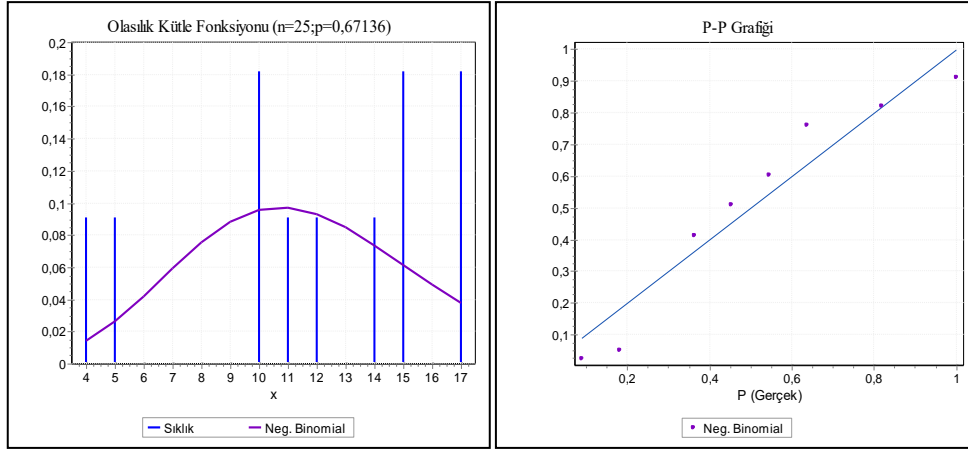 Olasılık Kütle Fonksiyonu (n=25;p=0,67136)
0,2
0,18
0,16
0,14
0,12
0,1
0,08
0,06
0,04
0,02
0
4 5 6 7 8 9 10 11 12 13 14 15 16 17
x
Sıklık Neg. Binomial
P-P Grafiği
1
0,9
0,8
0,7
0,6
0,5
0,4
0,3
0,2
0,1
0,2 0,4 0,6 0,8 1
P (Gerçek)
Neg. Binomial